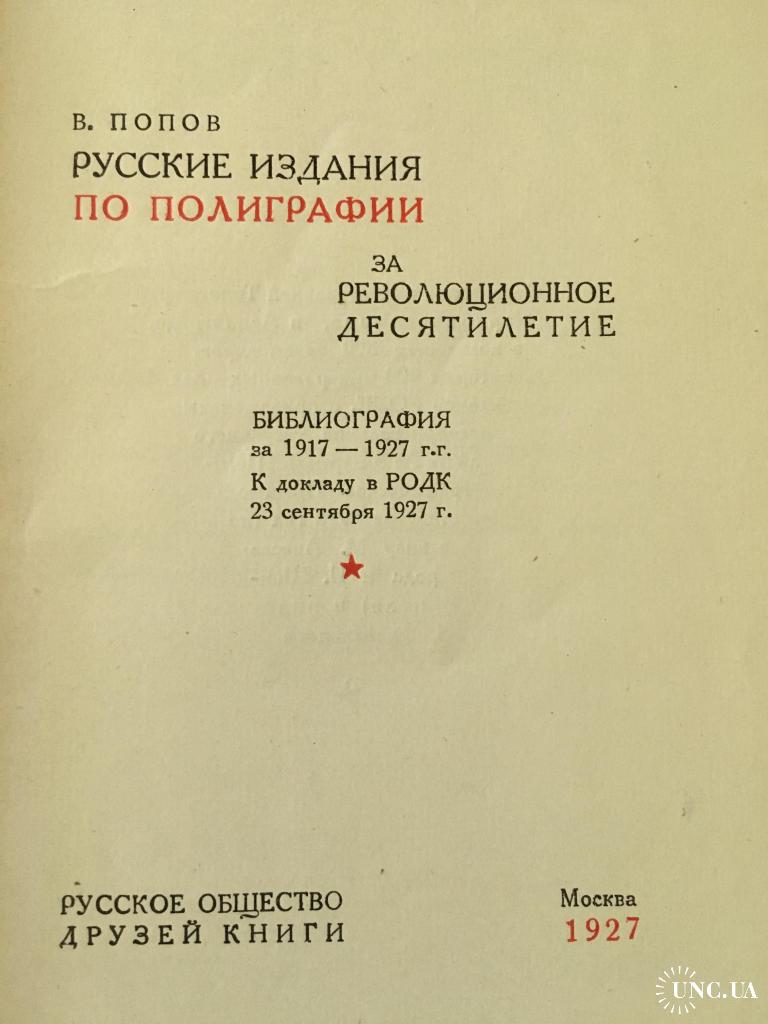 В. ПОПОВ
РУССКИЕ ИЗДАНИЯ
ПО ПОЛИГРАФИИ
ЗА
РЕВОЛЮЦИОННОЕ
ДЕСЯТИЛЕТИЕ
БИБЛИОГРАФИЯ
за 1917 — 1927 г.г.
К докладу в РОДК
23 сентября 1927 г.
РУССКОЕ ОБЩЕСТВО
ДРУЗЕЙ КНИГИ
Москва
1927
UNC.UA